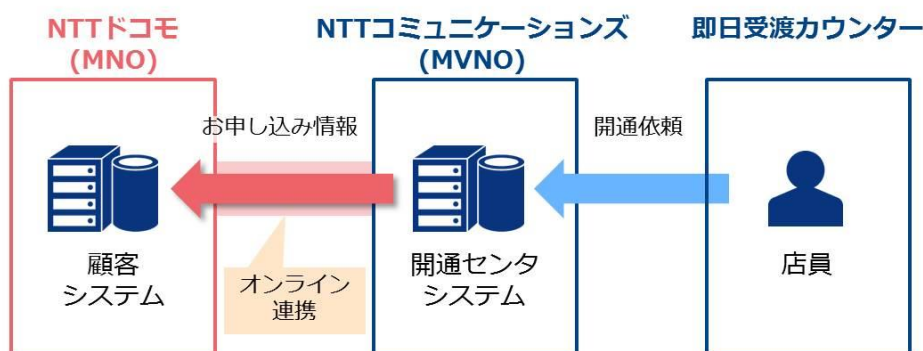 NTTドコモ
(MNO)
NTTコミュニケーションズ
(MVNO)
即日受渡カウンター
お申し込み情報
開通依頼
顧客
システム
オンライン
連携
開通センタ
システム
店員